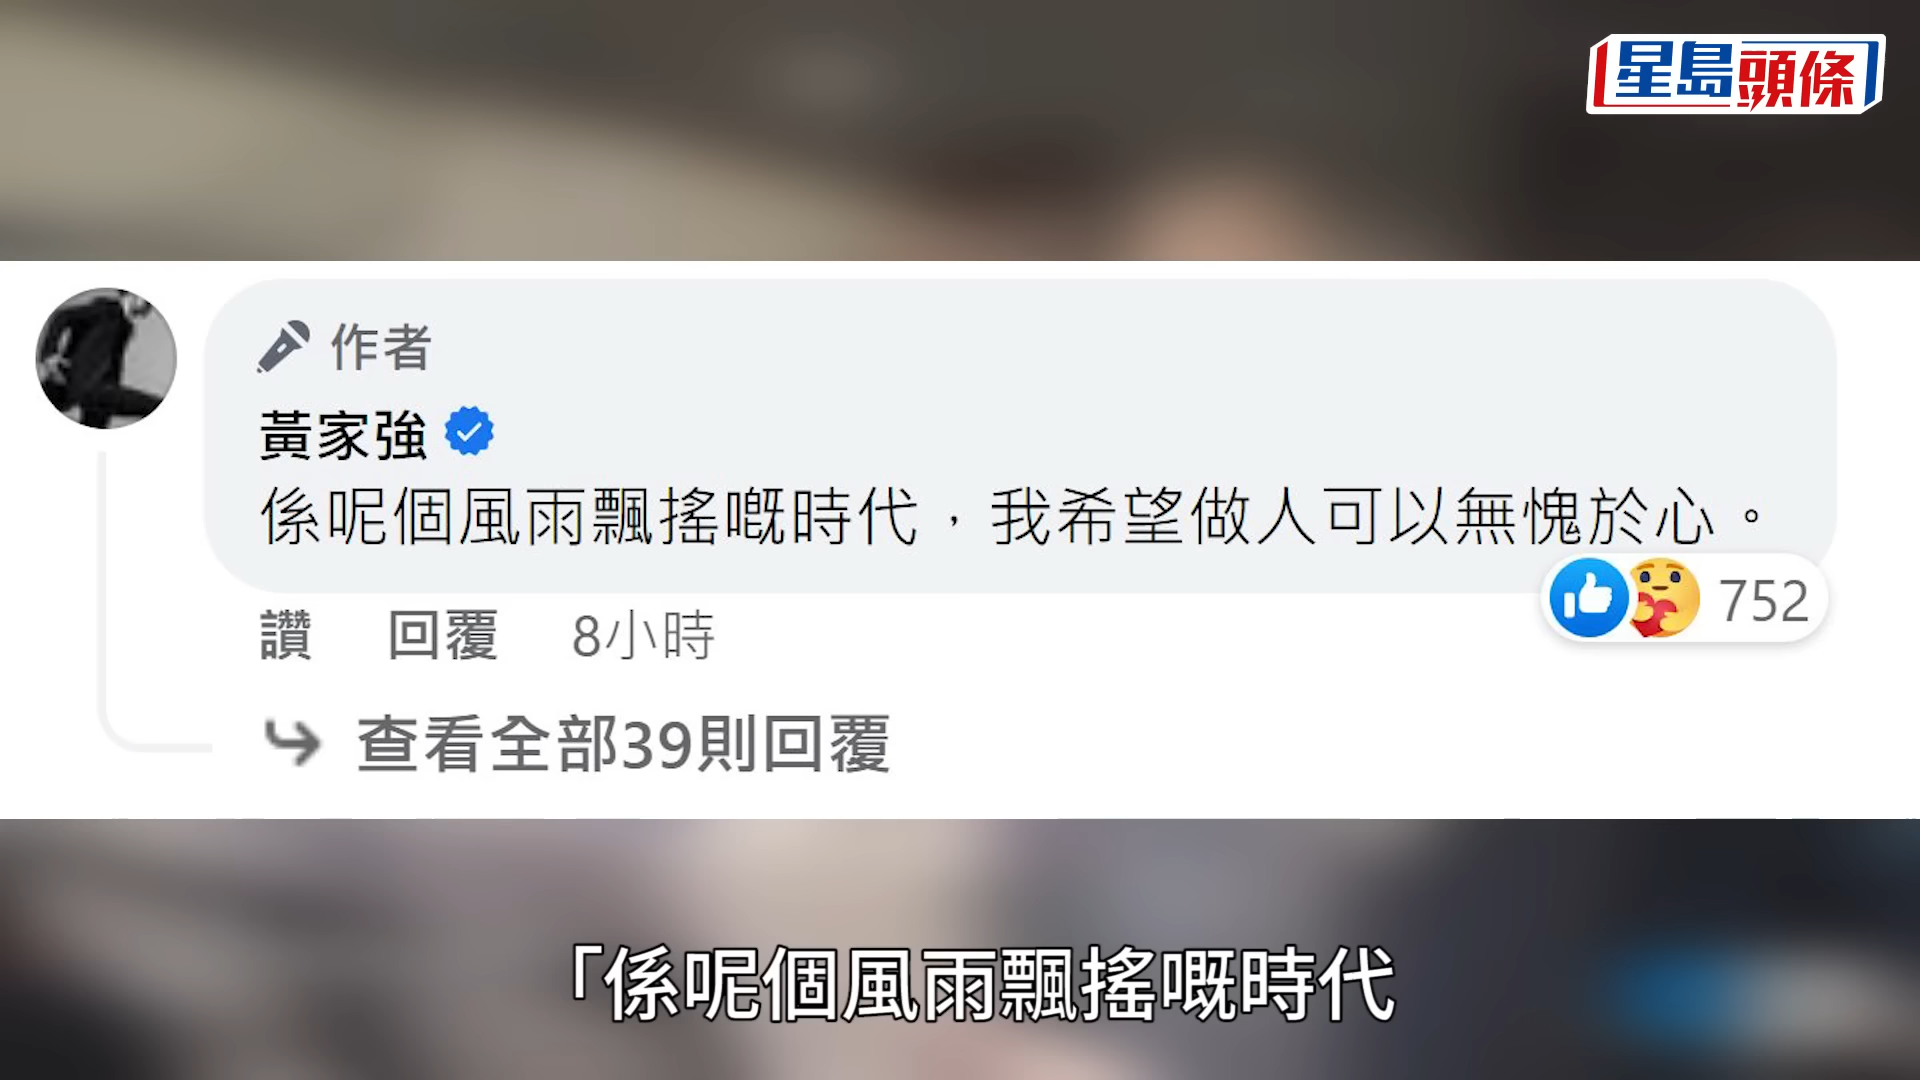 星島頭條
作者
黃家強
係呢個風雨飄搖嘅時代，我希望做人可以無愧於心。
752
讚 回覆 8小時
查看全部39則回覆
「係呢個風雨飄搖嘅時代